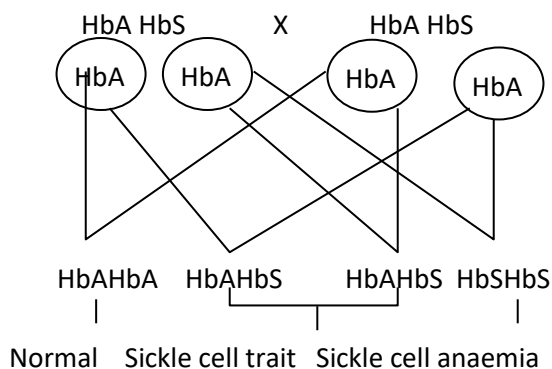 HbA HbS X HbA HbS
HbA HbA HbA HbA
HbAHbA HbAHbS HbAHbS HbSHbS
Normal Sickle cell trait Sickle cell anaemia